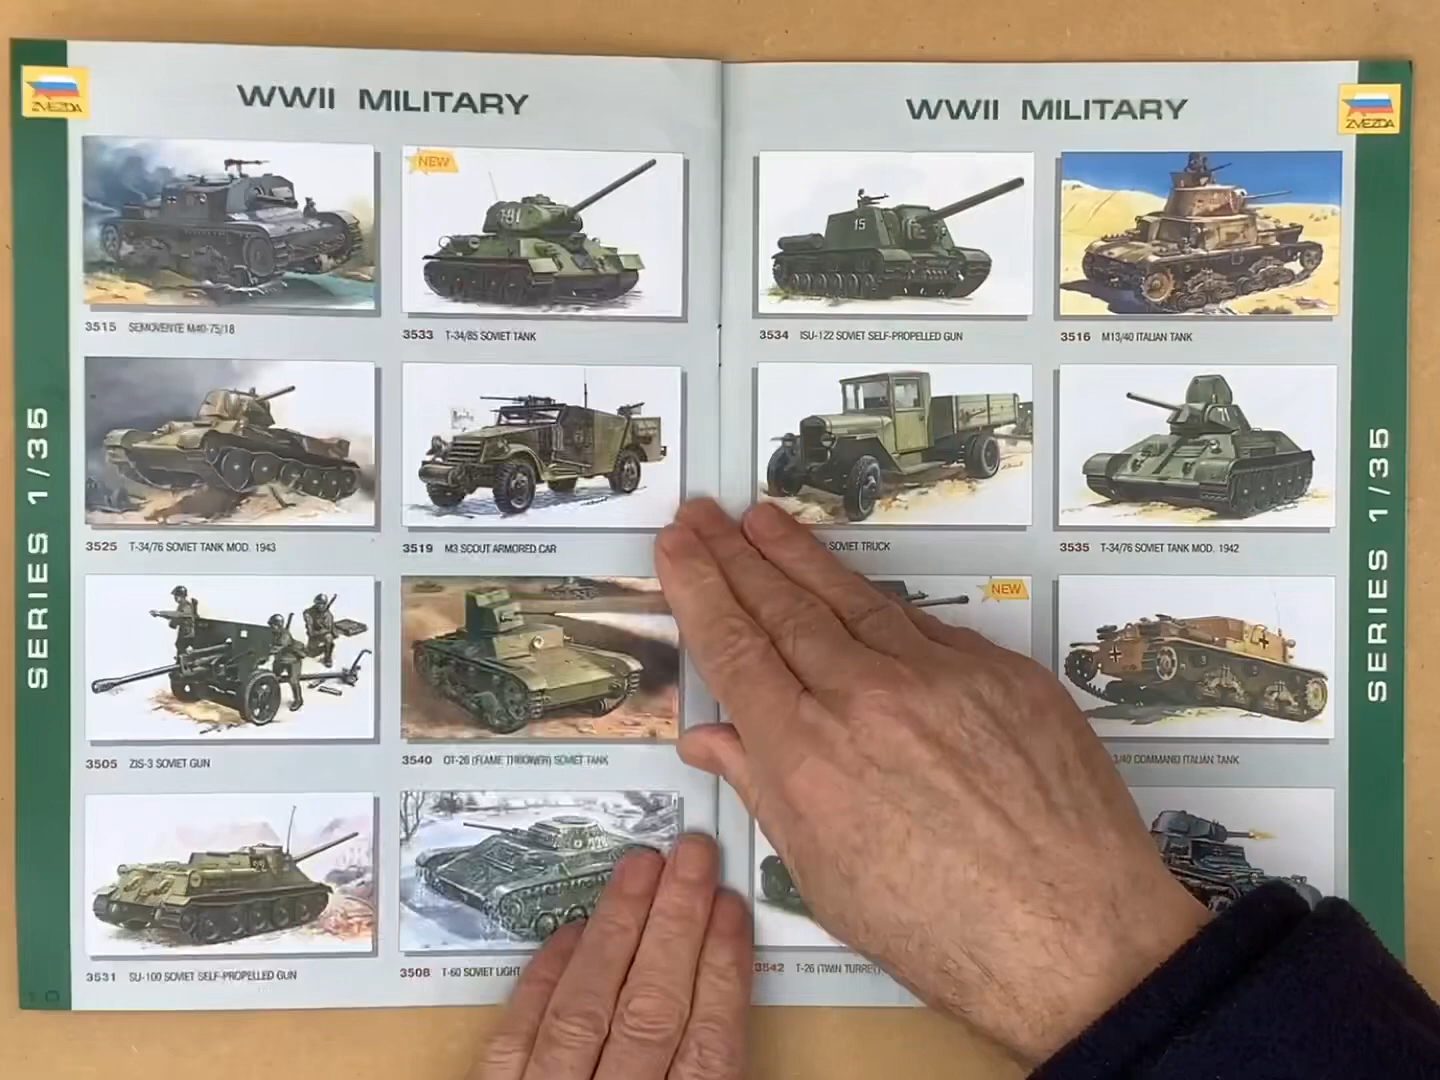 WWII MILITARY
ZVEZDA
NEW
T-34/85
3515 SEMOVENTE M40-75/18
3533 T-34/85 SOVIET TANK
3525 T-34/76 SOVIET TANK MOD. 1943
3519 M3 SCOUT ARMORED CAR
3505 ZIS-3 SOVIET GUN
3540 OT-26 (FLAME THROWER) SOVIET TANK
3531 SU-100 SOVIET SELF-PROPELLED GUN
3508 T-60 SOVIET LIGHT
SERIES 1/35
WWII MILITARY
ZVEZDA
15
3534 ISU-122 SOVIET SELF-PROPELLED GUN
3516 M13/40 ITALIAN TANK
SOVIET TRUCK
3535 T-34/76 SOVIET TANK MOD. 1942
NEW
COMMAND ITALIAN TANK
3542 T-26 (TWIN TURRET)
SERIES 1/35